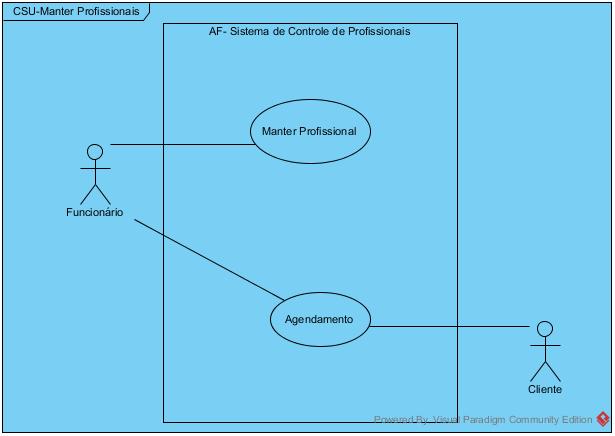 CSU-Manter Profissionais
AF- Sistema de Controle de Profissionais
Manter Profissional
Funcionário
Agendamento
Cliente
Powered By Visual Paradigm Community Edition